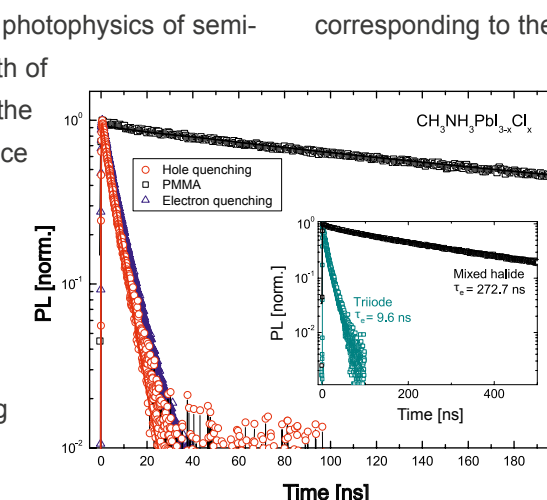 photophysics of semi-
th of
the
ce
g
corresponding to the
CH3NH3PbI3-xClx
Hole quenching
PMMA
Electron quenching
PL [norm.]
10^0
10^-1
10^-2
0 20 40 60 80 100 120 140 160 180
Time [ns]
Mixed halide
τe = 272.7 ns
Triiode
τe = 9.6 ns
PL [norm.]
10^0
10^-1
10^-2
0 200 400
Time [ns]